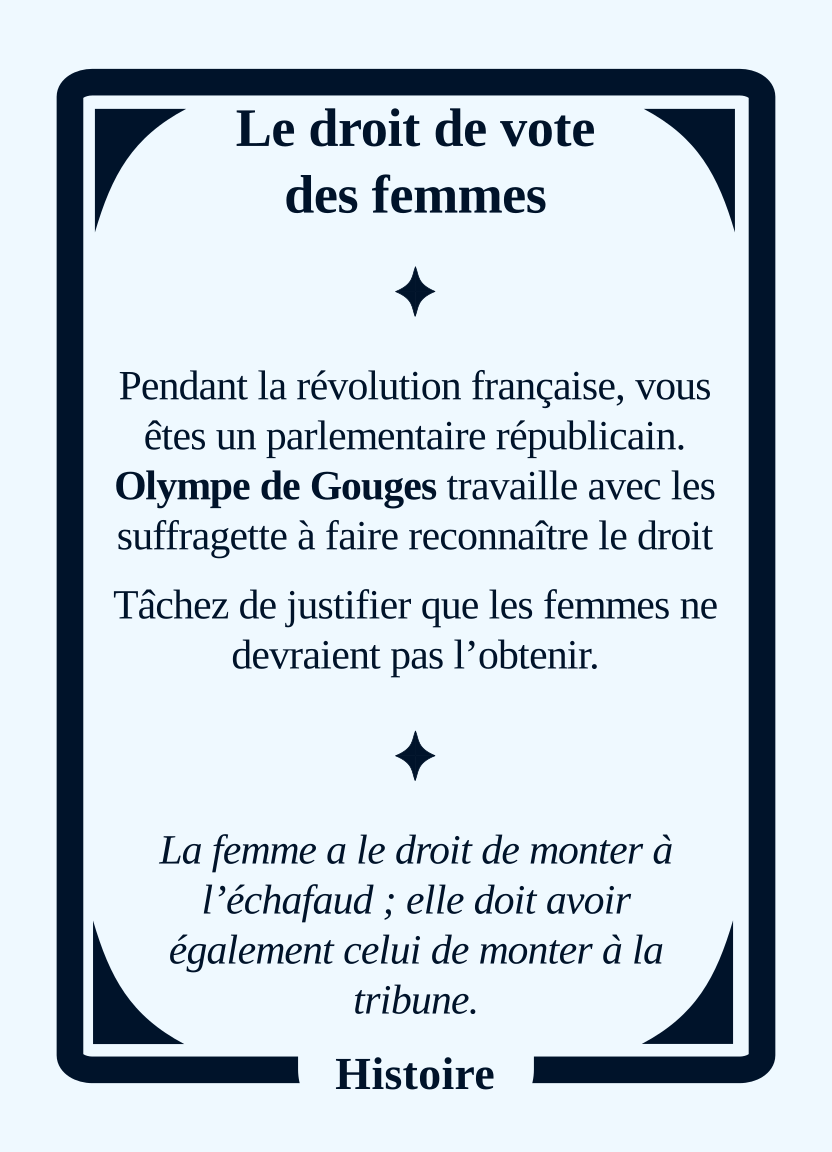 Le droit de vote
des femmes
Pendant la révolution française, vous
êtes un parlementaire républicain.
Olympe de Gouges travaille avec les
suffragette à faire reconnaître le droit
Tâchez de justifier que les femmes ne
devraient pas l’obtenir.
La femme a le droit de monter à
l’échafaud ; elle doit avoir
également celui de monter à la
tribune.
Histoire